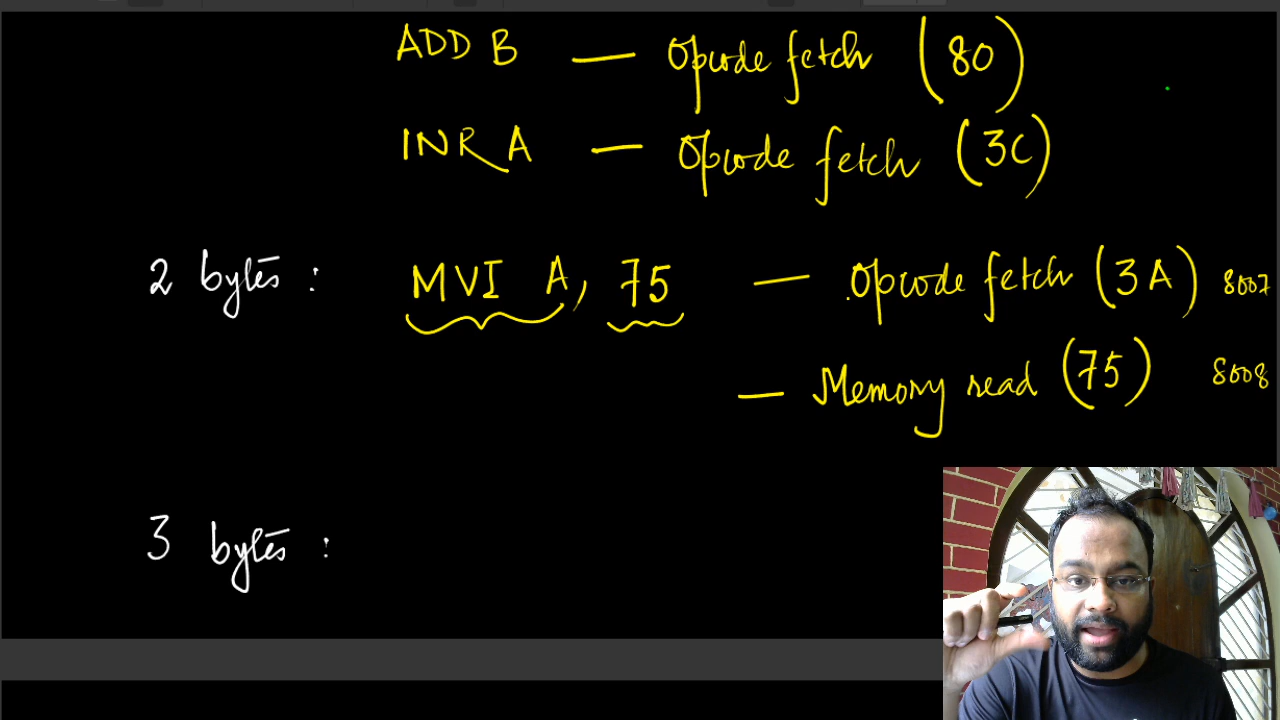 ADD B — Opcode fetch (80)
INR A — Opcode fetch (3C)
2 bytes : MVI A, 75 — Opcode fetch (3A) 8007
— Memory read (75) 8008
3 bytes :